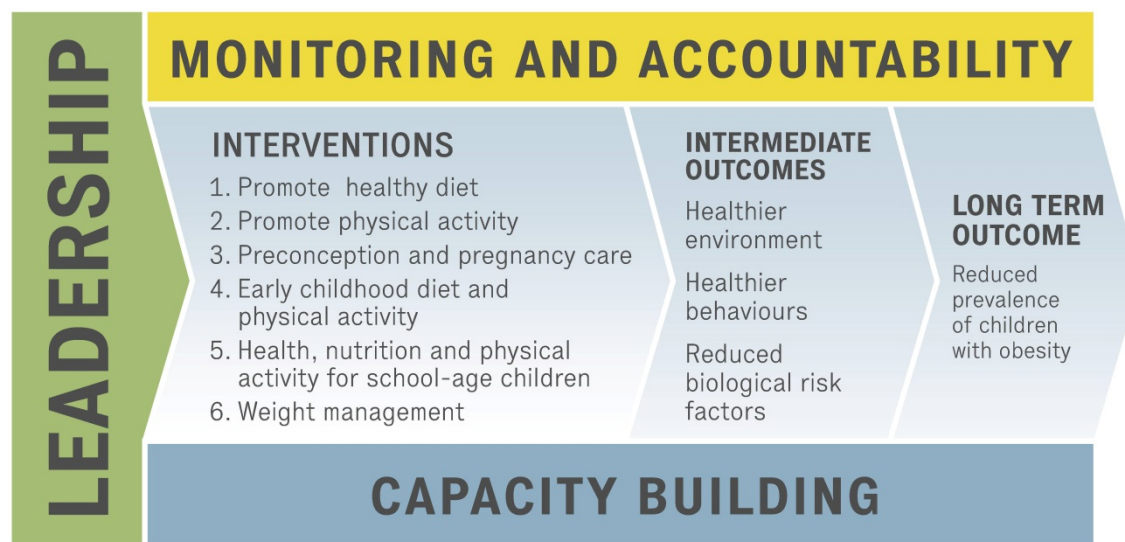 LEADERSHIP
MONITORING AND ACCOUNTABILITY
INTERVENTIONS
1. Promote healthy diet
2. Promote physical activity
3. Preconception and pregnancy care
4. Early childhood diet and
physical activity
5. Health, nutrition and physical
activity for school-age children
6. Weight management
INTERMEDIATE
OUTCOMES
Healthier
environment
Healthier
behaviours
Reduced
biological risk
factors
LONG TERM
OUTCOME
Reduced
prevalence
of children
with obesity
CAPACITY BUILDING